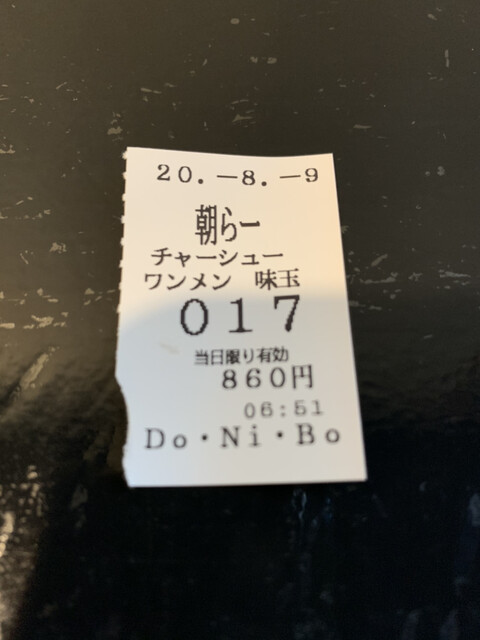 20.－8.－9
朝らー
チャーシュー
ワンメン　味玉
017
当日限り有効
860円
06:51
Do・Ni・Bo